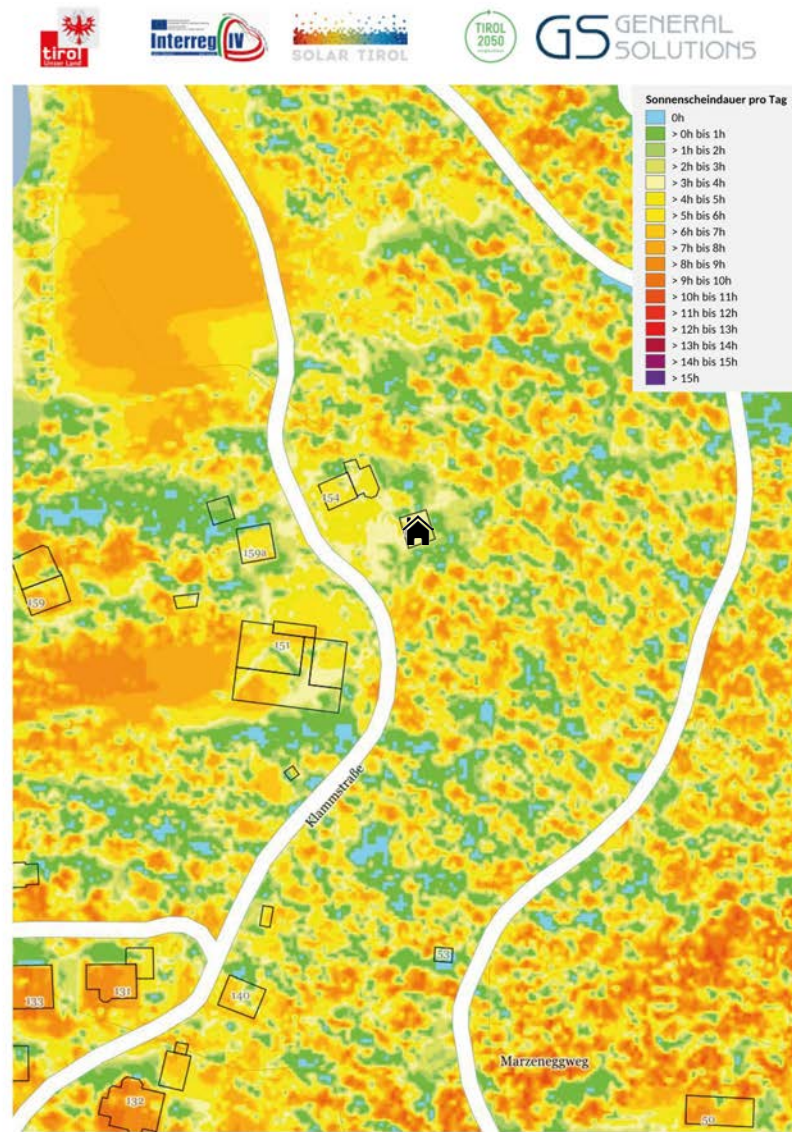 tirol
Unser Land
Interreg IV
SOLAR TIROL
TIROL
2050
GS GENERAL
SOLUTIONS
Sonnenscheindauer pro Tag
0h
> 0h bis 1h
> 1h bis 2h
> 2h bis 3h
> 3h bis 4h
> 4h bis 5h
> 5h bis 6h
> 6h bis 7h
> 7h bis 8h
> 8h bis 9h
> 9h bis 10h
> 10h bis 11h
> 11h bis 12h
> 12h bis 13h
> 13h bis 14h
> 14h bis 15h
> 15h
154
159a
159
151
Klammstraße
53
133
131
140
Marzeneggweg
132
50